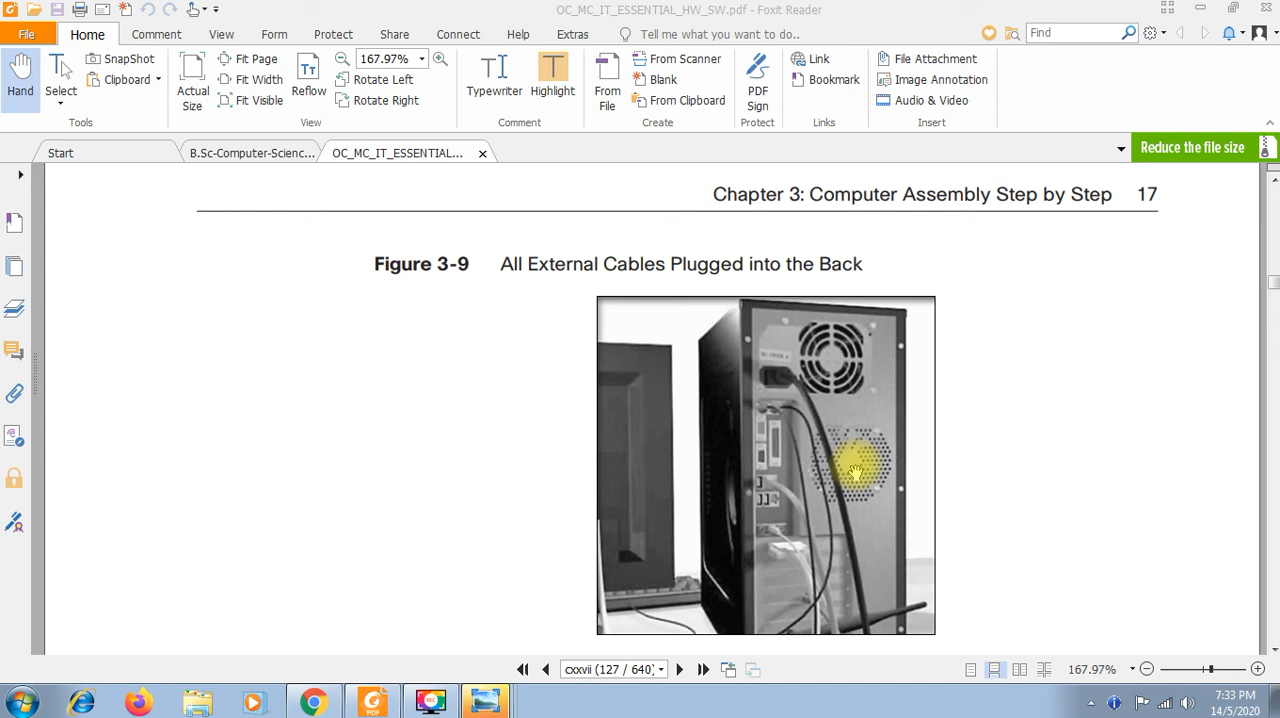 OC_MC_IT_ESSENTIAL_HW_SW.pdf - Foxit Reader
File Home Comment View Form Protect Share Connect Help Extras Tell me what you want to do.. Find
Hand
Select
SnapShot
Clipboard
Tools
Actual Size
Fit Page
Fit Width
Fit Visible
Reflow
167.97%
Rotate Left
Rotate Right
View
Typewriter
Highlight
Comment
From File
From Scanner
Blank
From Clipboard
Create
PDF Sign
Protect
Link
Bookmark
Links
File Attachment
Image Annotation
Audio & Video
Insert
Start B.Sc-Computer-Scienc... OC_MC_IT_ESSENTIAL... Reduce the file size
Chapter 3: Computer Assembly Step by Step 17
Figure 3-9 All External Cables Plugged into the Back
cxxvii (127 / 640) 167.97%
PDF
REC
7:33 PM
14/5/2020